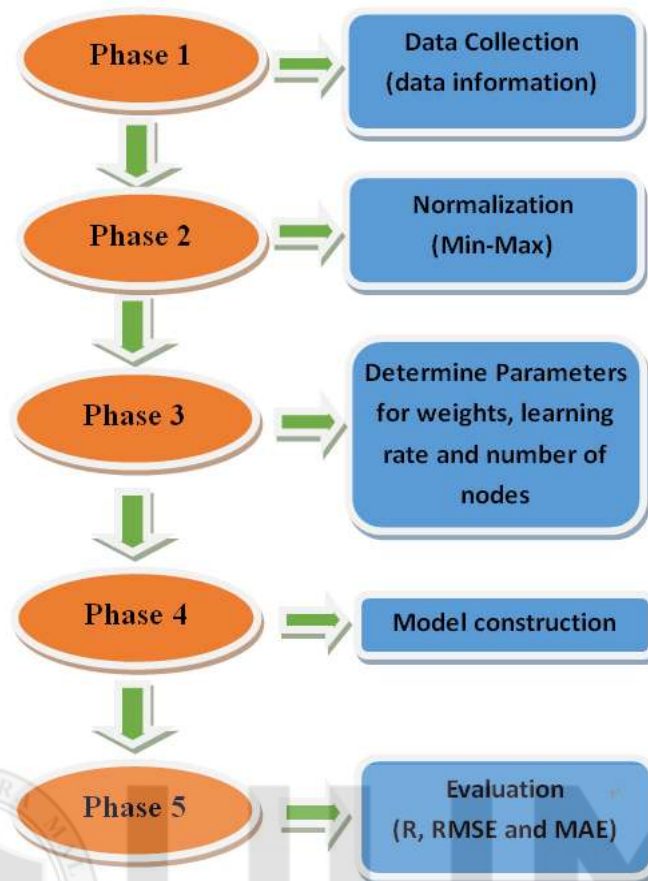 Phase 1
Data Collection
(data information)
Phase 2
Normalization
(Min-Max)
Phase 3
Determine Parameters
for weights, learning
rate and number of
nodes
Phase 4
Model construction
Phase 5
Evaluation
(R, RMSE and MAE)